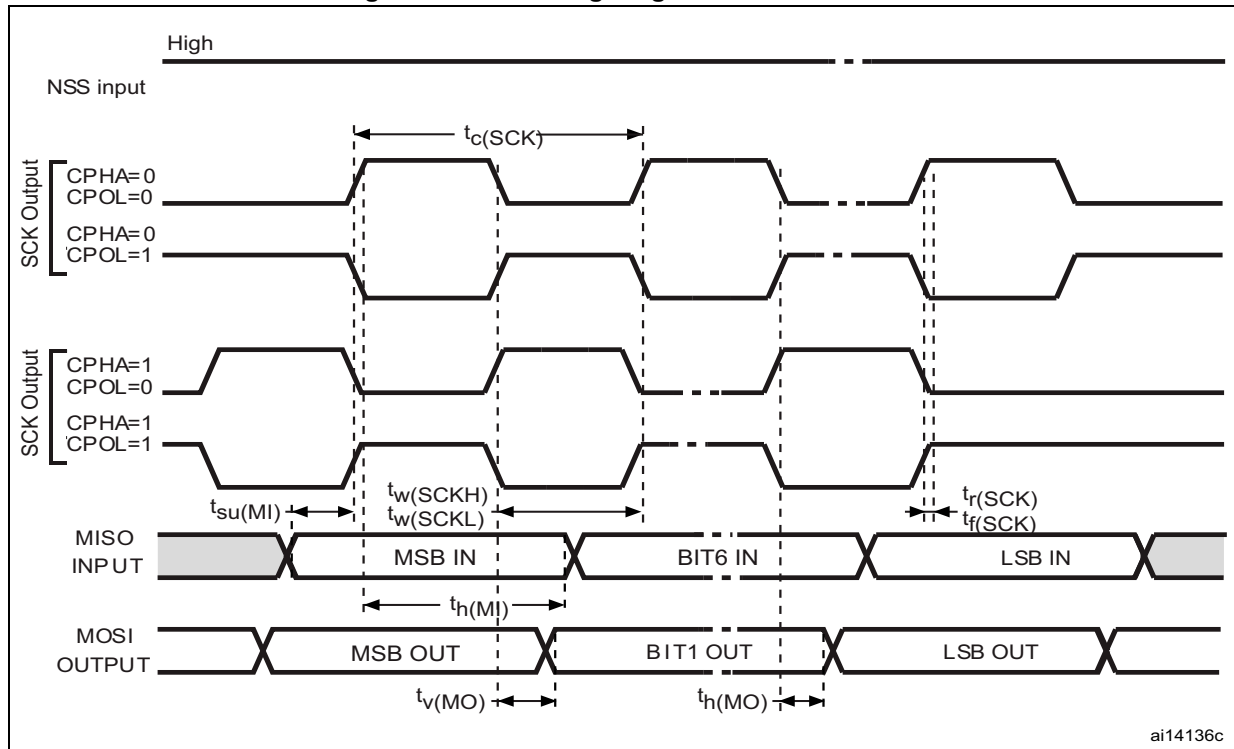 High
NSS input
tc(SCK)
SCK Output
CPHA=0
CPOL=0
CPHA=0
CPOL=1
SCK Output
CPHA=1
CPOL=0
CPHA=1
CPOL=1
tsu(MI)
tw(SCKH)
tw(SCKL)
tr(SCK)
tf(SCK)
MISO
INPUT
MSB IN
BIT6 IN
LSB IN
th(MI)
MOSI
OUTPUT
MSB OUT
BIT1 OUT
LSB OUT
tv(MO)
th(MO)
ai14136c